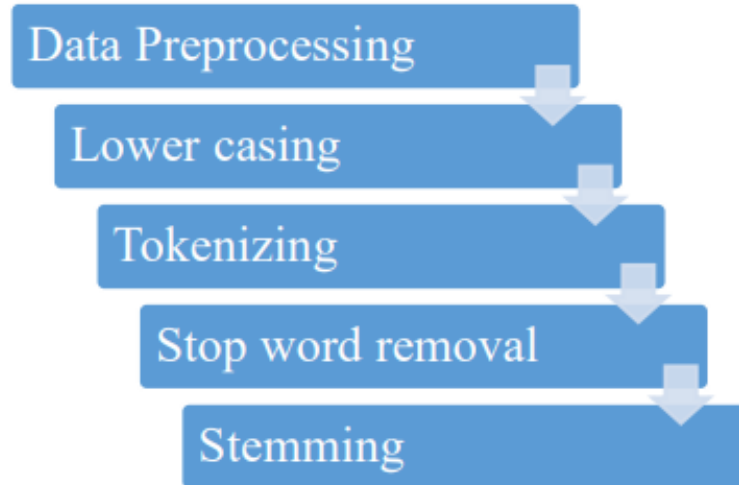 Data Preprocessing
Lower casing
Tokenizing
Stop word removal
Stemming